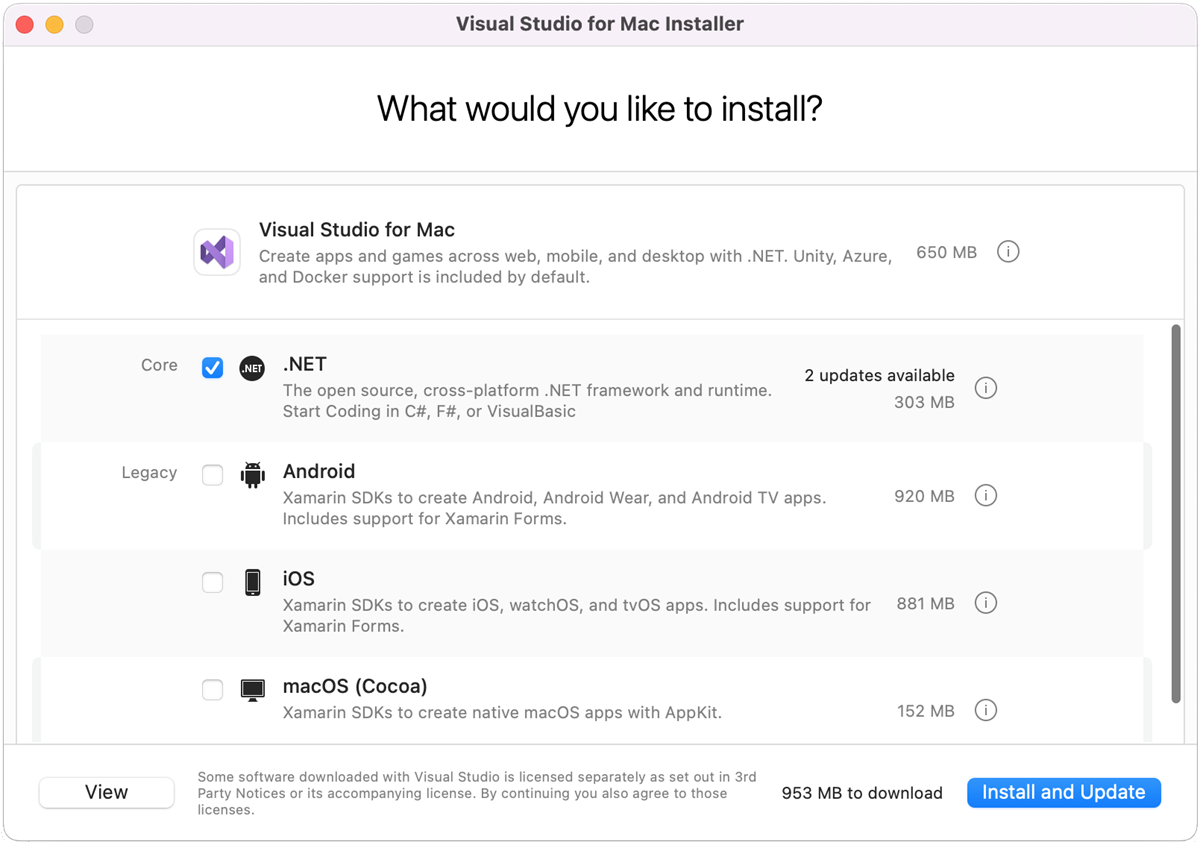 Visual Studio for Mac Installer
What would you like to install?
Visual Studio for Mac
Create apps and games across web, mobile, and desktop with .NET. Unity, Azure,
and Docker support is included by default.
650 MB
Core
.NET
.NET
The open source, cross-platform .NET framework and runtime.
Start Coding in C#, F#, or VisualBasic
2 updates available
303 MB
Legacy
Android
Xamarin SDKs to create Android, Android Wear, and Android TV apps.
Includes support for Xamarin Forms.
920 MB
iOS
Xamarin SDKs to create iOS, watchOS, and tvOS apps. Includes support for
Xamarin Forms.
881 MB
macOS (Cocoa)
Xamarin SDKs to create native macOS apps with AppKit.
152 MB
View
Some software downloaded with Visual Studio is licensed separately as set out in 3rd
Party Notices or its accompanying license. By continuing you also agree to those
licenses.
953 MB to download
Install and Update